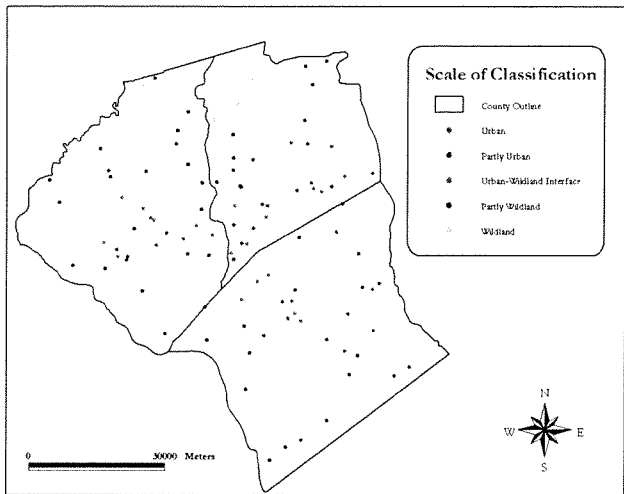 Scale of Classification
County Outline
Urban
Partly Urban
Urban-Wildland Interface
Partly Wildland
Wildland
N
W E
S
0 30000 Meters